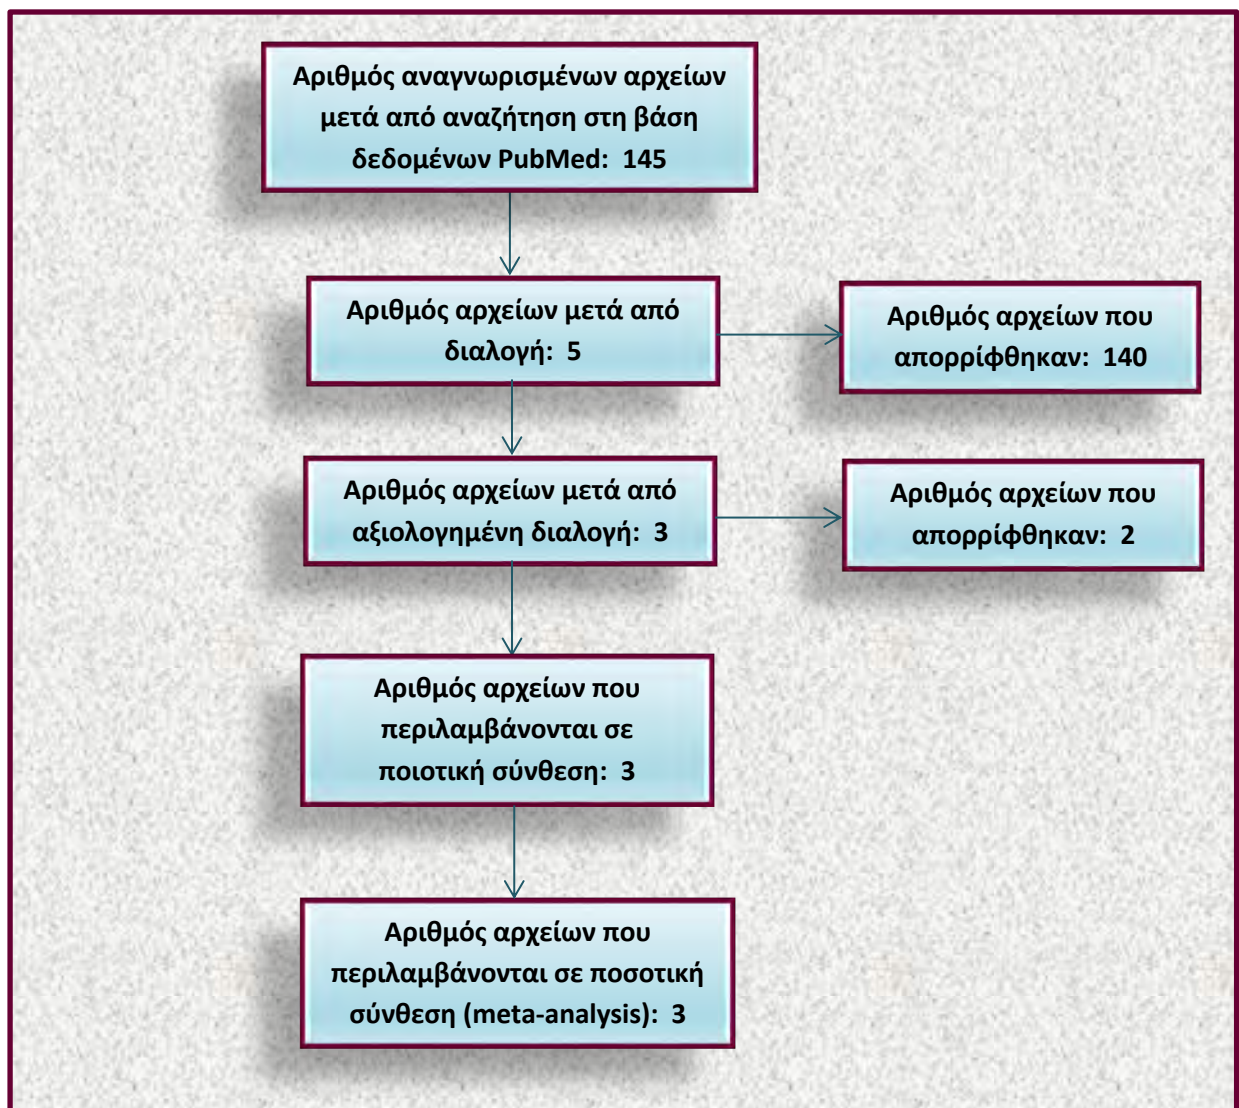 Αριθμός αναγνωρισμένων αρχείων
μετά από αναζήτηση στη βάση
δεδομένων PubMed: 145
Αριθμός αρχείων μετά από
διαλογή: 5
Αριθμός αρχείων που
απορρίφθηκαν: 140
Αριθμός αρχείων μετά από
αξιολογημένη διαλογή: 3
Αριθμός αρχείων που
απορρίφθηκαν: 2
Αριθμός αρχείων που
περιλαμβάνονται σε
ποιοτική σύνθεση: 3
Αριθμός αρχείων που
περιλαμβάνονται σε ποσοτική
σύνθεση (meta-analysis): 3